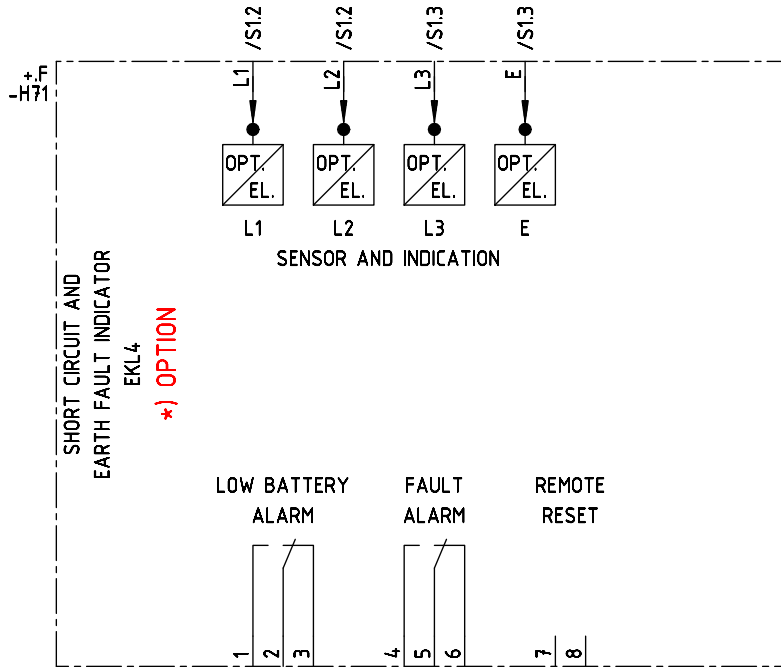 /S1.2 /S1.2 /S1.3 /S1.3
+.F
-H71
L1 L2 L3 E
OPT. OPT. OPT. OPT.
EL. EL. EL. EL.
L1 L2 L3 E
SENSOR AND INDICATION
SHORT CIRCUIT AND
EARTH FAULT INDICATOR
EKL4
*) OPTION
LOW BATTERY
ALARM
FAULT
ALARM
REMOTE
RESET
1 2 3 4 5 6 7 8